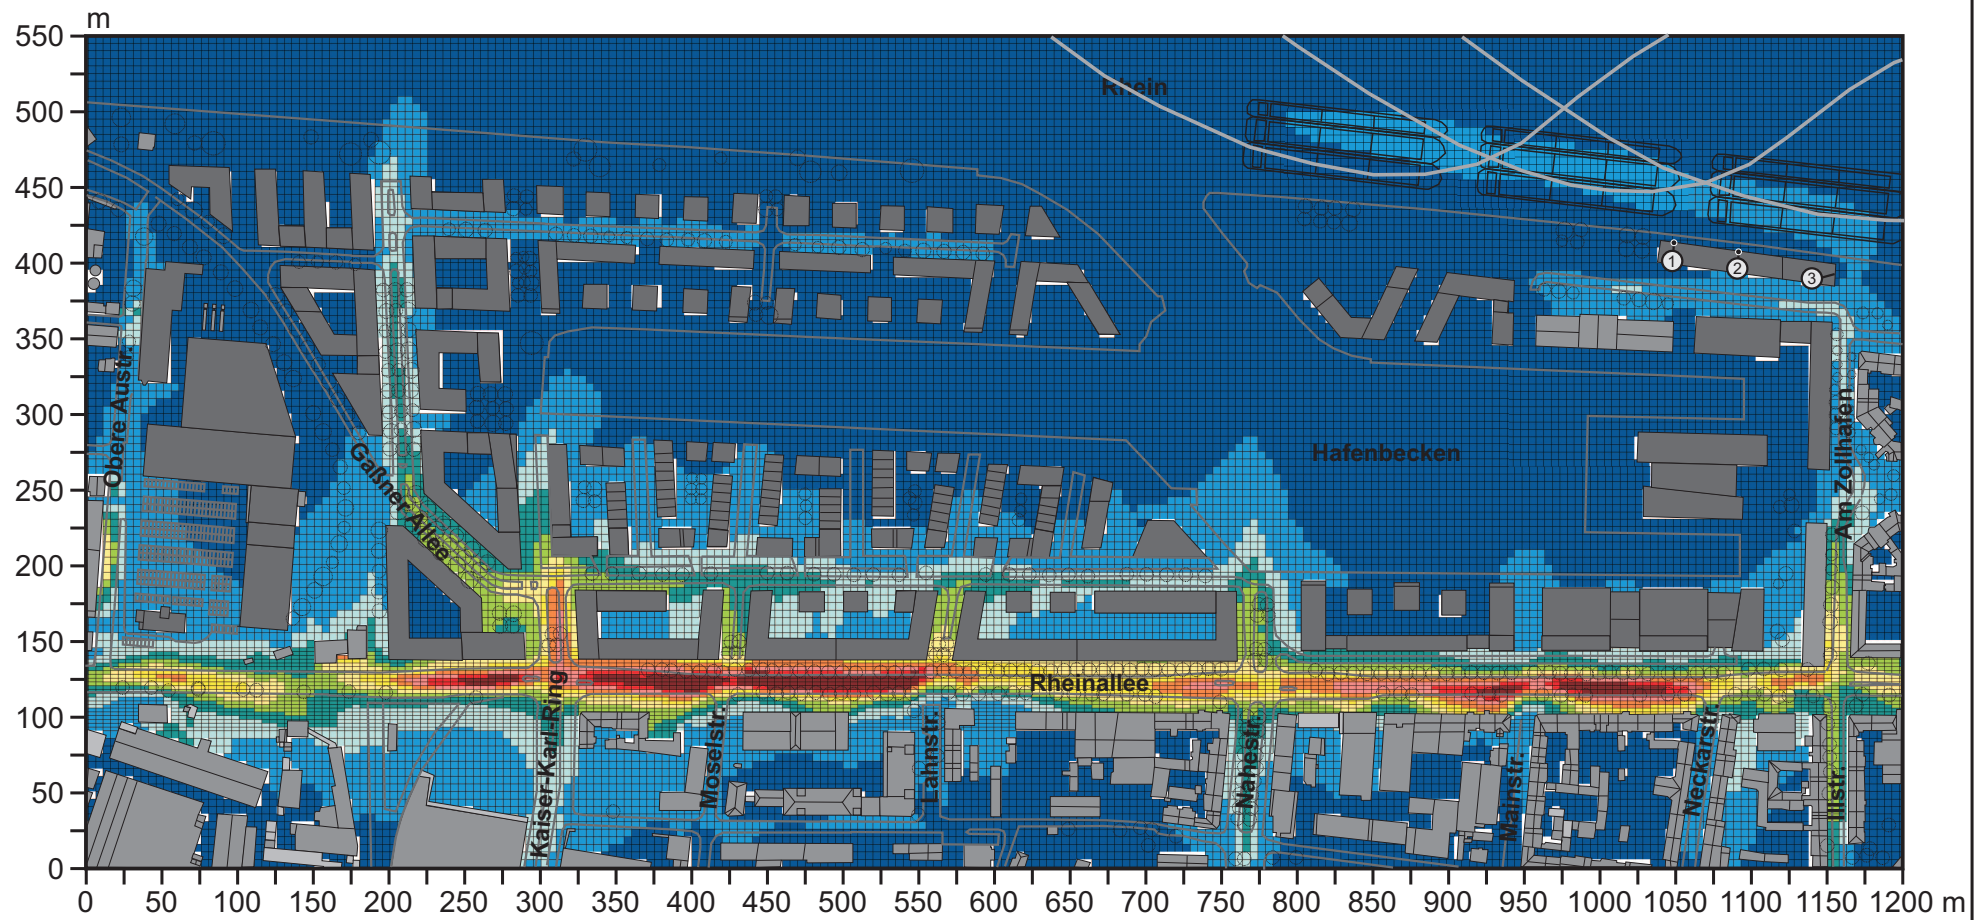 m
550
500
450
400
350
300
250
200
150
100
50
0
Rhein
1
2
3
Obere Austr.
Gaßner Allee
Hafenbecken
Am Zollhafen
Rheinallee
Kaiser-Karl-Ring
Moselstr.
Lahnstr.
Nahestr.
Mainstr.
Neckarstr.
Illstr.
0 50 100 150 200 250 300 350 400 450 500 550 600 650 700 750 800 850 900 950 1000 1050 1100 1150 1200 m